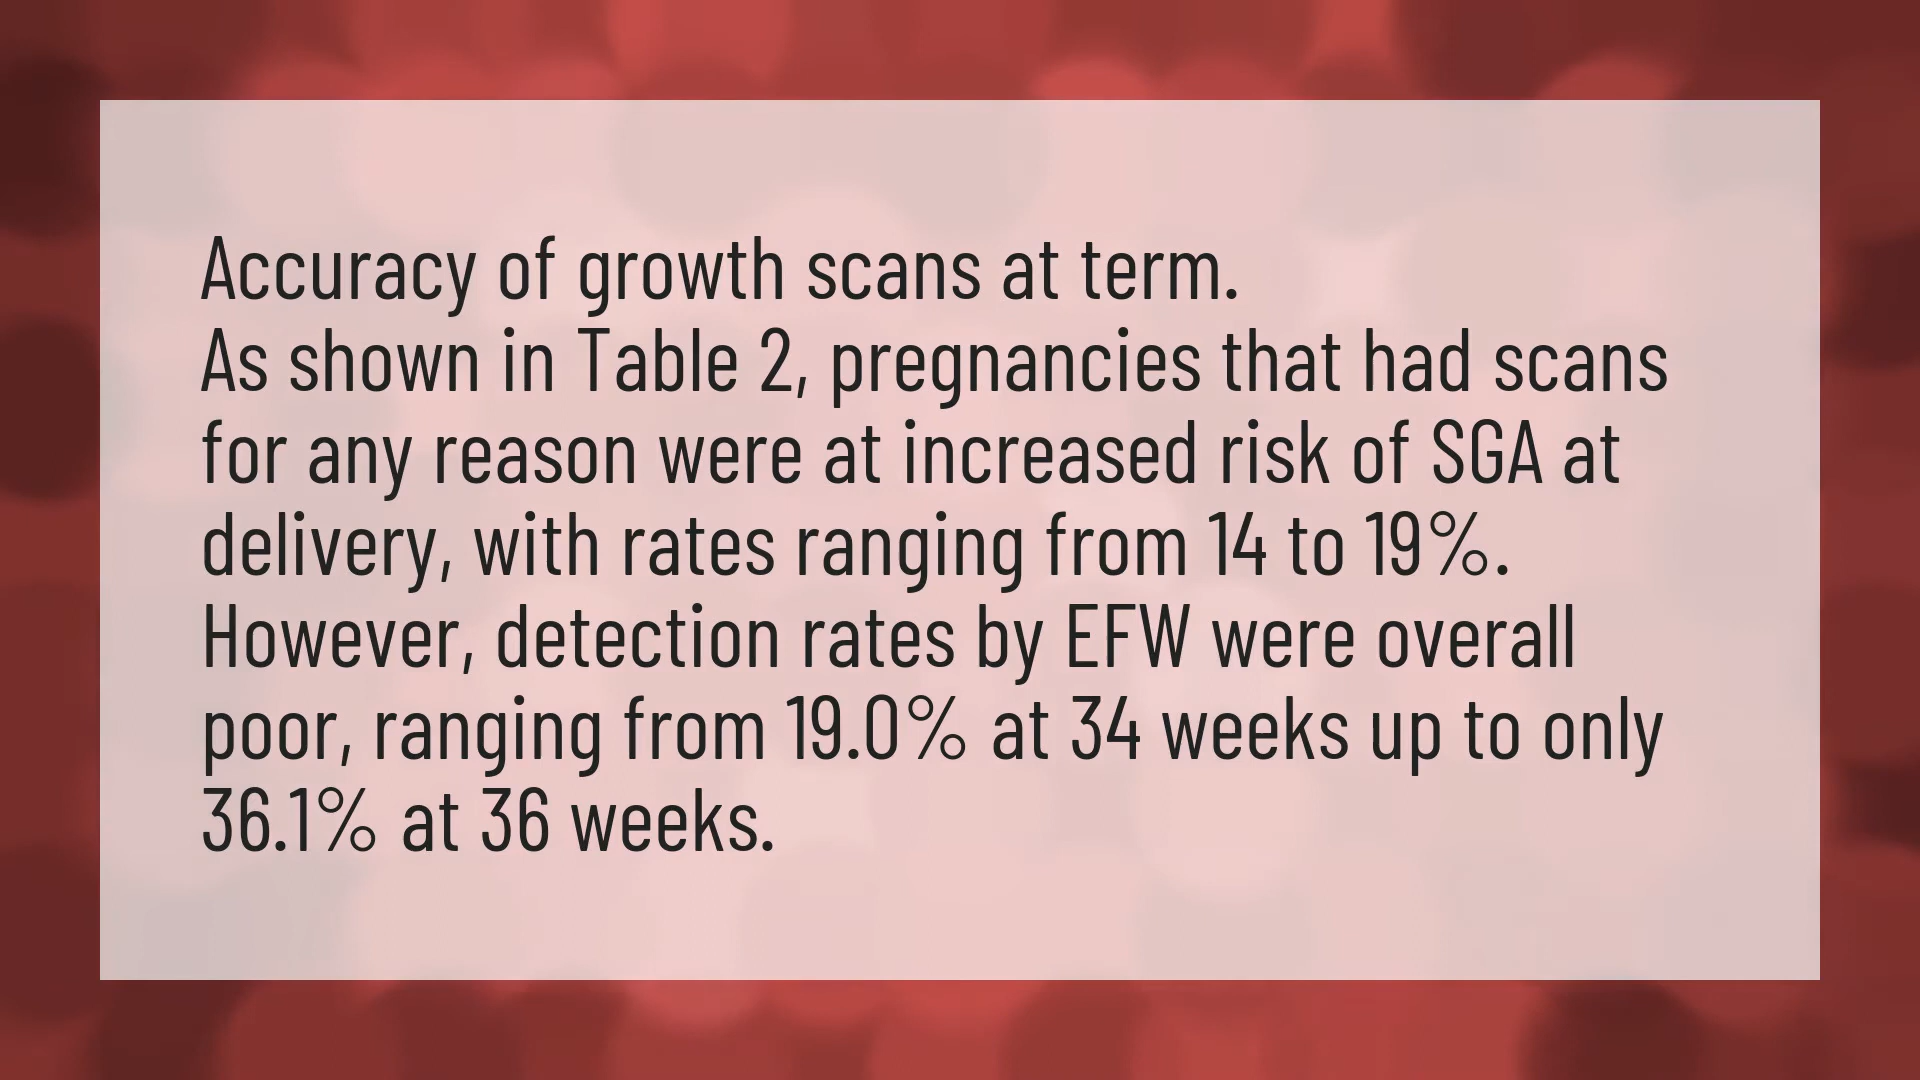 Accuracy of growth scans at term.
As shown in Table 2, pregnancies that had scans
for any reason were at increased risk of SGA at
delivery, with rates ranging from 14 to 19%.
However, detection rates by EFW were overall
poor, ranging from 19.0% at 34 weeks up to only
36.1% at 36 weeks.